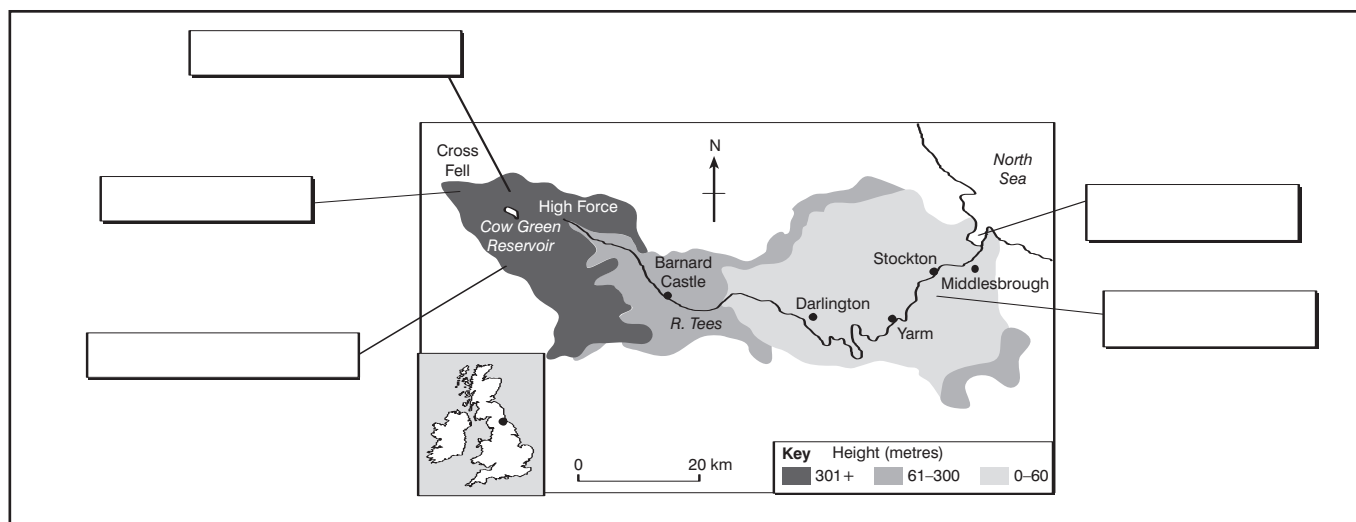 Cross
Fell
N
North
Sea
High Force
Cow Green
Reservoir
Barnard
Castle
Stockton
Middlesbrough
Darlington
R. Tees
Yarm
0 20 km
Key Height (metres)
301+ 61–300 0–60